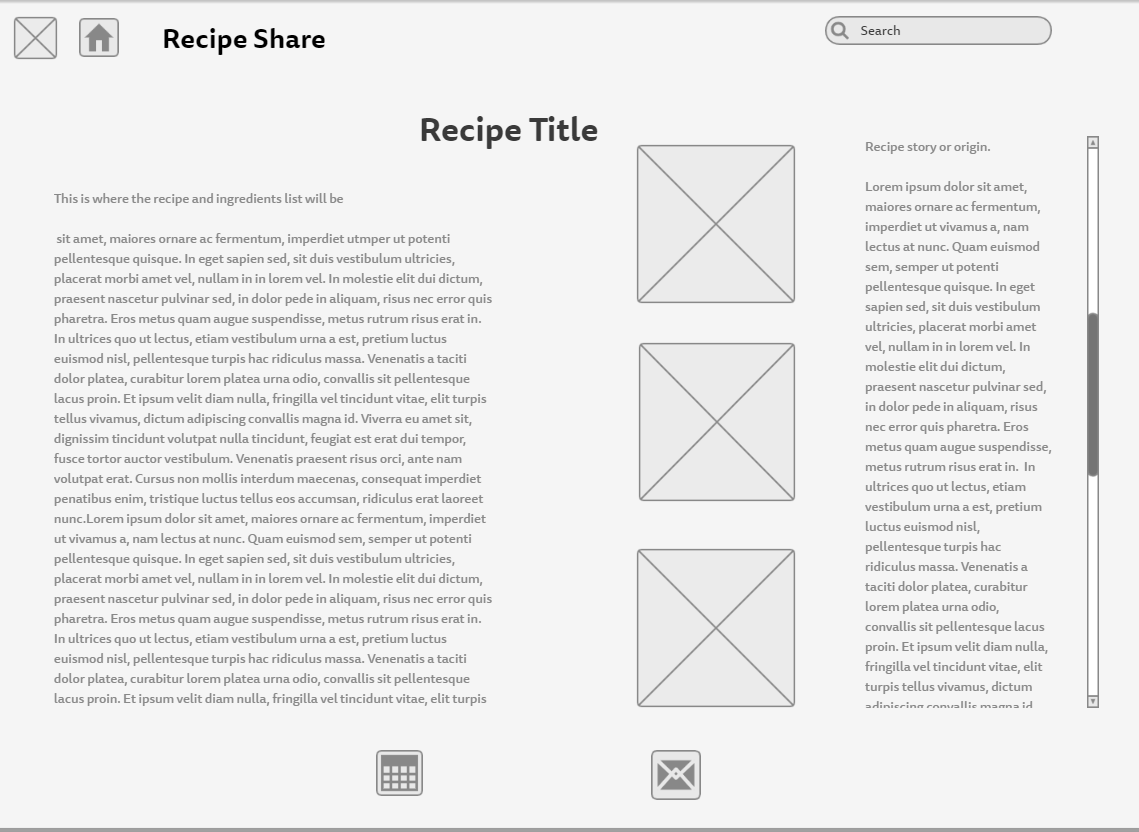 Recipe Share
Search
Recipe Title
This is where the recipe and ingredients list will be
sit amet, maiores ornare ac fermentum, imperdiet utmper ut potenti
pellentesque quisque. In eget sapien sed, sit duis vestibulum ultricies,
placerat morbi amet vel, nullam in in lorem vel. In molestie elit dui dictum,
praesent nascetur pulvinar sed, in dolor pede in aliquam, risus nec error quis
pharetra. Eros metus quam augue suspendisse, metus rutrum risus erat in.
In ultrices quo ut lectus, etiam vestibulum urna a est, pretium luctus
euismod nisl, pellentesque turpis hac ridiculus massa. Venenatis a taciti
dolor platea, curabitur lorem platea urna odio, convallis sit pellentesque
lacus proin. Et ipsum velit diam nulla, fringilla vel tincidunt vitae, elit turpis
tellus vivamus, dictum adipiscing convallis magna id. Viverra eu amet sit,
dignissim tincidunt volutpat nulla tincidunt, feugiat est erat dui tempor,
fusce tortor auctor vestibulum. Venenatis praesent risus orci, ante nam
volutpat erat. Cursus non mollis interdum maecenas, consequat imperdiet
penatibus enim, tristique luctus tellus eos accumsan, ridiculus erat laoreet
nunc.Lorem ipsum dolor sit amet, maiores ornare ac fermentum, imperdiet
ut vivamus a, nam lectus at nunc. Quam euismod sem, semper ut potenti
pellentesque quisque. In eget sapien sed, sit duis vestibulum ultricies,
placerat morbi amet vel, nullam in in lorem vel. In molestie elit dui dictum,
praesent nascetur pulvinar sed, in dolor pede in aliquam, risus nec error quis
pharetra. Eros metus quam augue suspendisse, metus rutrum risus erat in.
In ultrices quo ut lectus, etiam vestibulum urna a est, pretium luctus
euismod nisl, pellentesque turpis hac ridiculus massa. Venenatis a taciti
dolor platea, curabitur lorem platea urna odio, convallis sit pellentesque
lacus proin. Et ipsum velit diam nulla, fringilla vel tincidunt vitae, elit turpis
Recipe story or origin.
Lorem ipsum dolor sit amet,
maiores ornare ac fermentum,
imperdiet ut vivamus a, nam
lectus at nunc. Quam euismod
sem, semper ut potenti
pellentesque quisque. In eget
sapien sed, sit duis vestibulum
ultricies, placerat morbi amet
vel, nullam in in lorem vel. In
molestie elit dui dictum,
praesent nascetur pulvinar sed,
in dolor pede in aliquam, risus
nec error quis pharetra. Eros
metus quam augue suspendisse,
metus rutrum risus erat in.  In
ultrices quo ut lectus, etiam
vestibulum urna a est, pretium
luctus euismod nisl,
pellentesque turpis hac
ridiculus massa. Venenatis a
taciti dolor platea, curabitur
lorem platea urna odio,
convallis sit pellentesque lacus
proin. Et ipsum velit diam nulla,
fringilla vel tincidunt vitae, elit
turpis tellus vivamus, dictum
adipiscing convallis magna id.